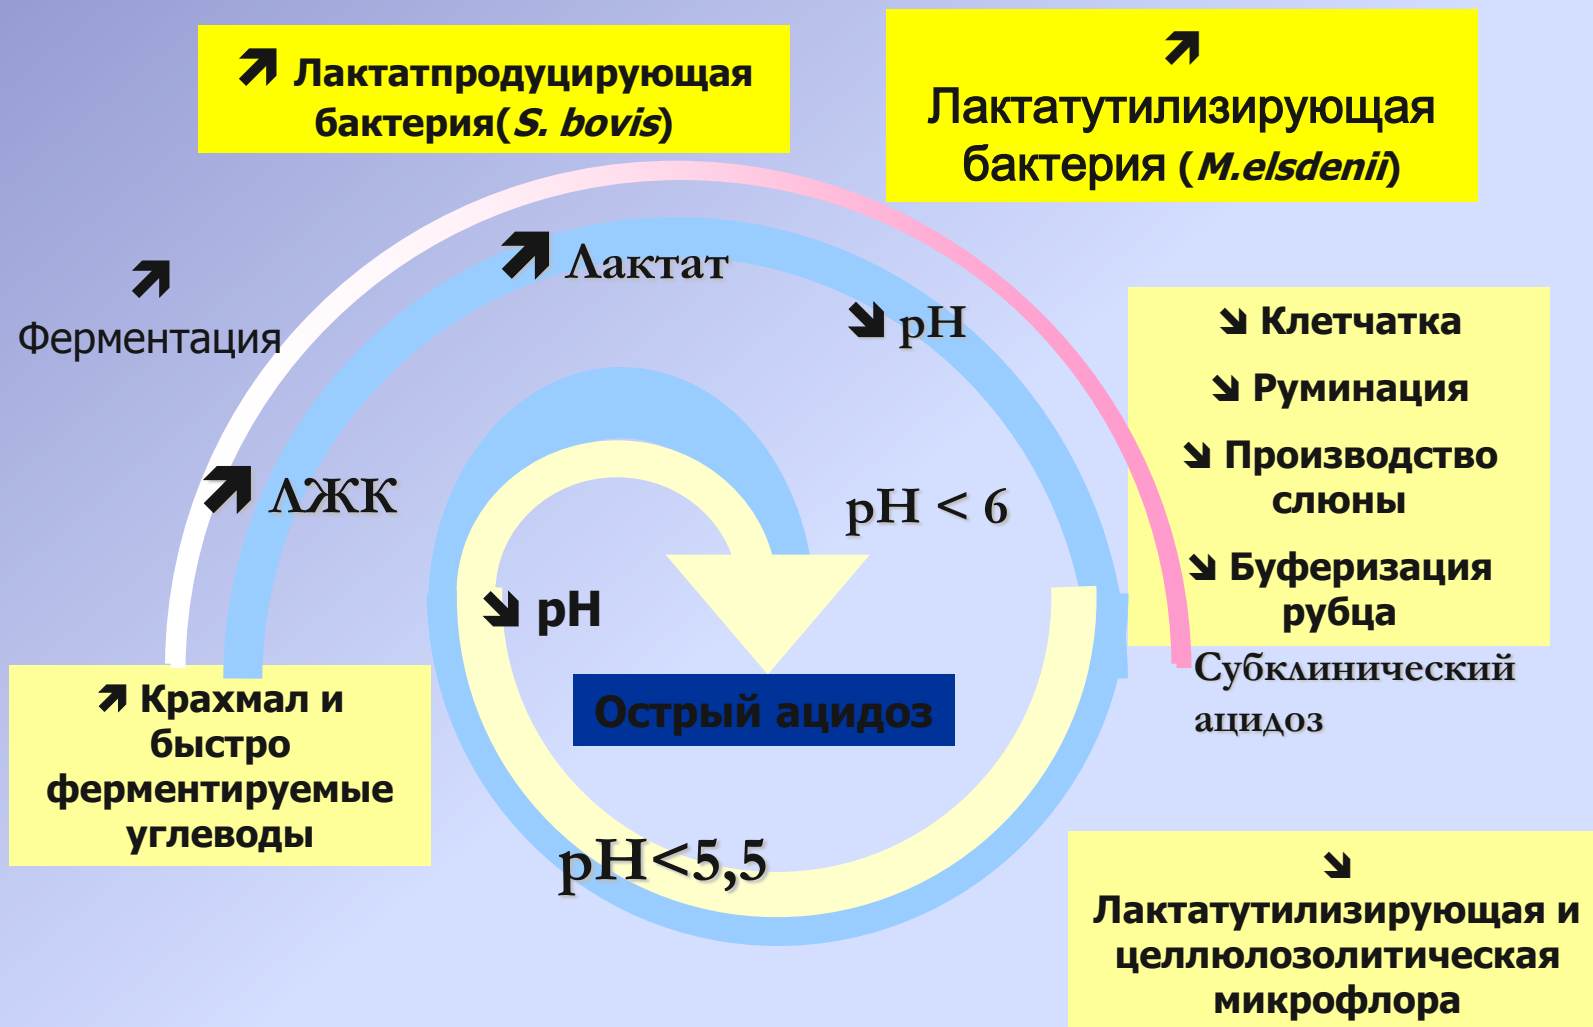 ↗ Лактатпродуцирующая
бактерия(S. bovis)
↗
Лактатутилизирующая
бактерия (M.elsdenii)
↗
Ферментация
↗ Лактат
↘ pH
↘ Клетчатка
↘ Руминация
↘ Производство
слюны
↘ Буферизация
рубца
↗ ЛЖК
pH < 6
↘ pH
Субклинический
ацидоз
↗ Крахмал и
быстро
ферментируемые
углеводы
Острый ацидоз
pH<5,5
↘
Лактатутилизирующая и
целлюлозолитическая
микрофлора